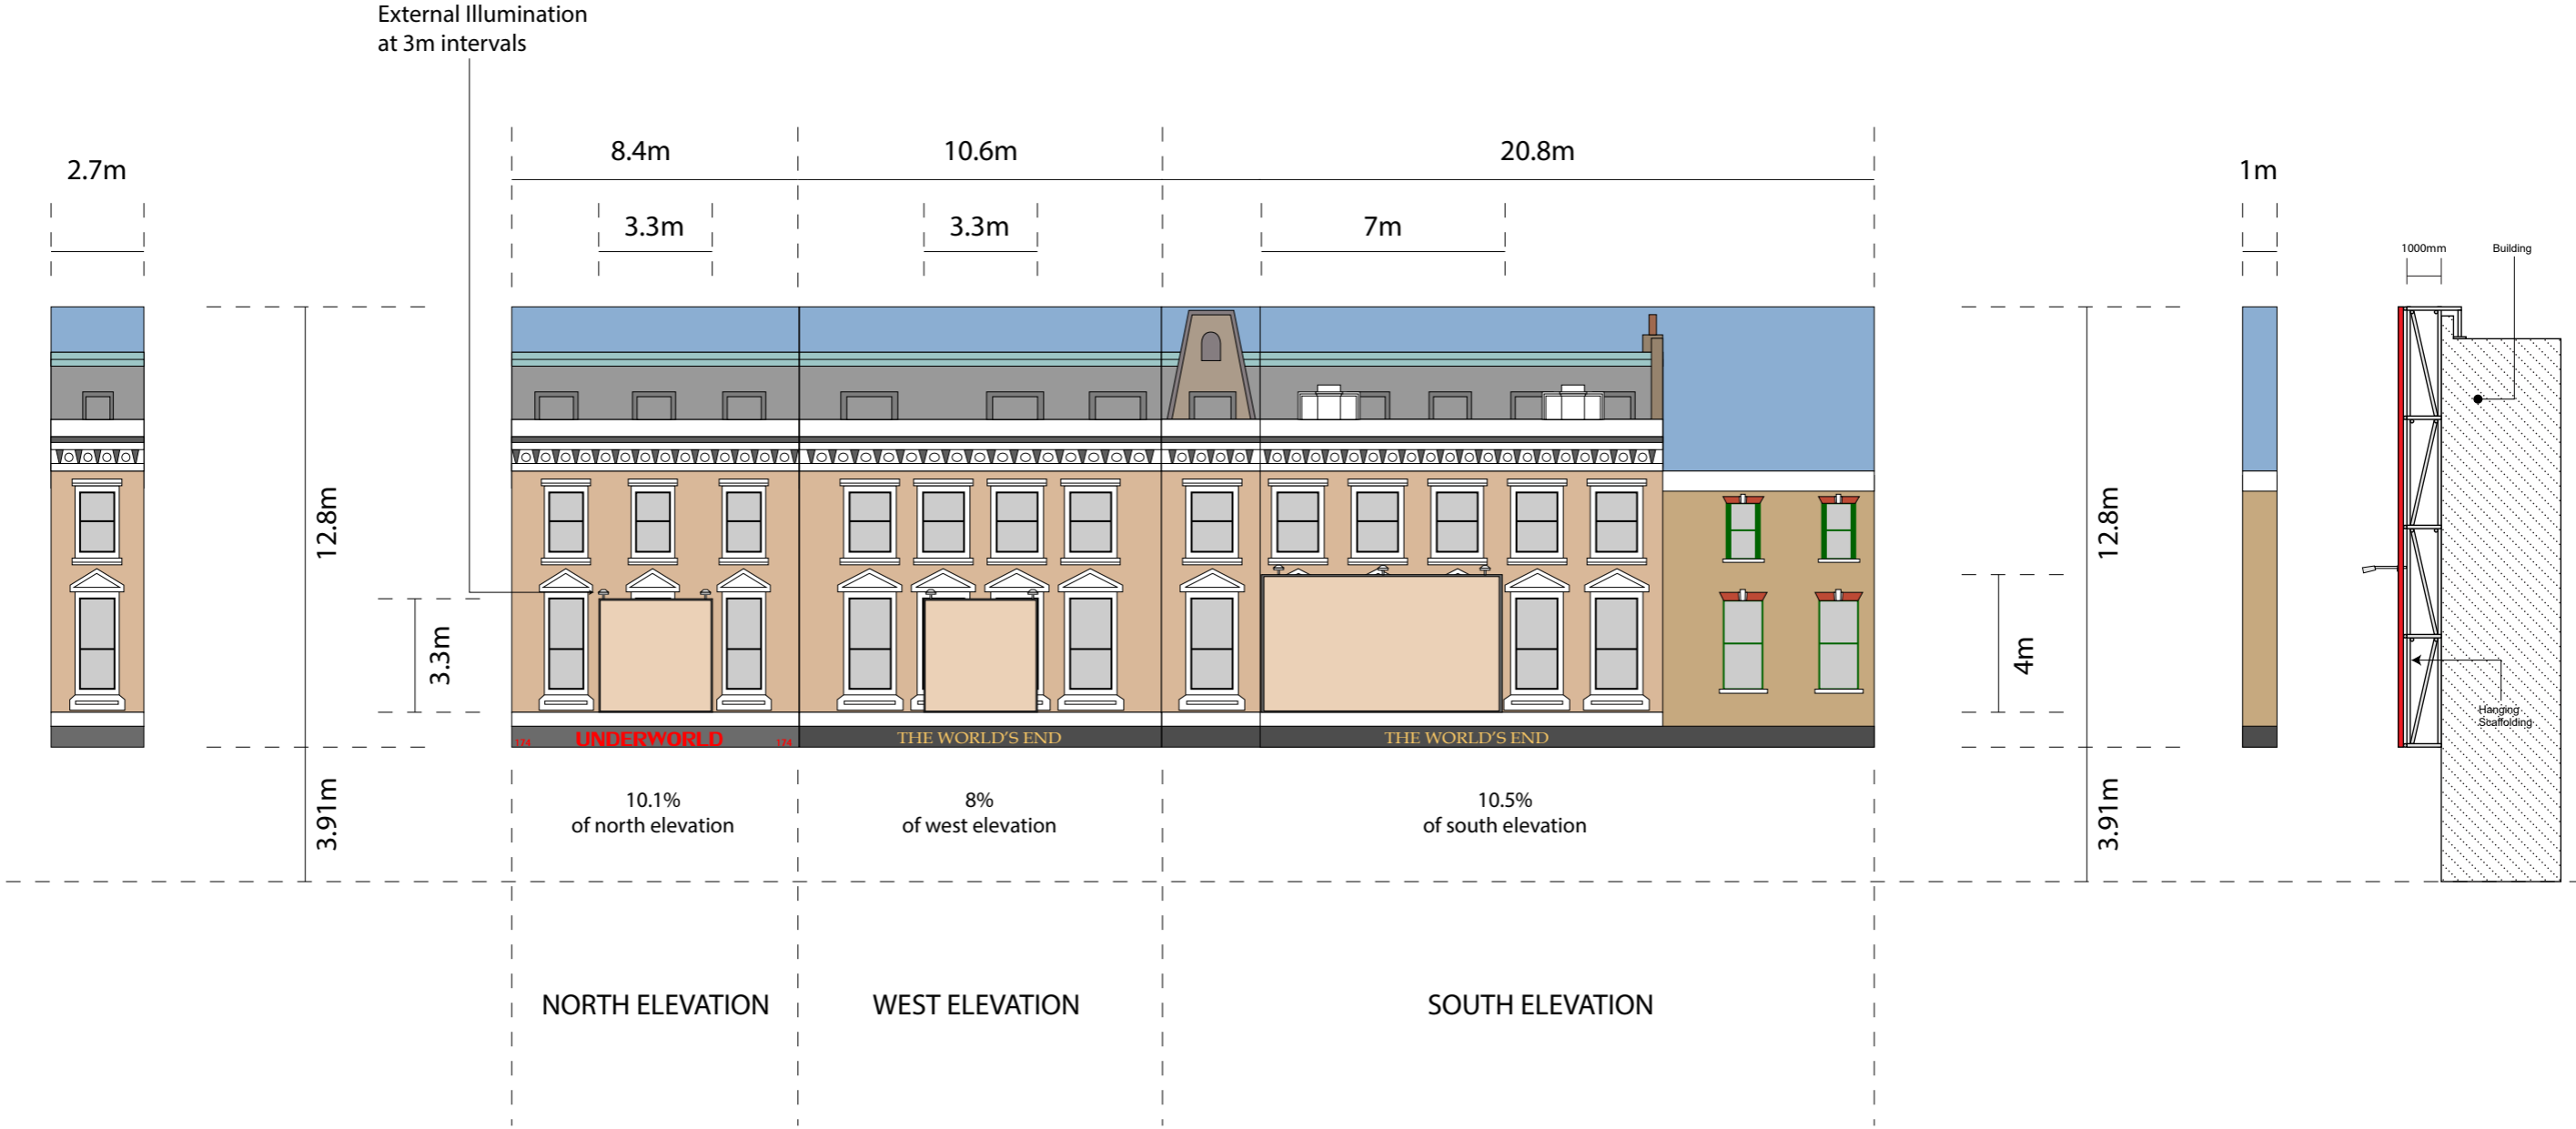 External Illumination
at 3m intervals
8.4m
10.6m
20.8m
2.7m
1m
3.3m
3.3m
7m
1000mm
Building
12.8m
12.8m
3.3m
4m
Hanging
Scaffolding
174
UNDERWORLD
174
THE WORLD'S END
THE WORLD'S END
3.91m
3.91m
10.1%
of north elevation
8%
of west elevation
10.5%
of south elevation
NORTH ELEVATION
WEST ELEVATION
SOUTH ELEVATION